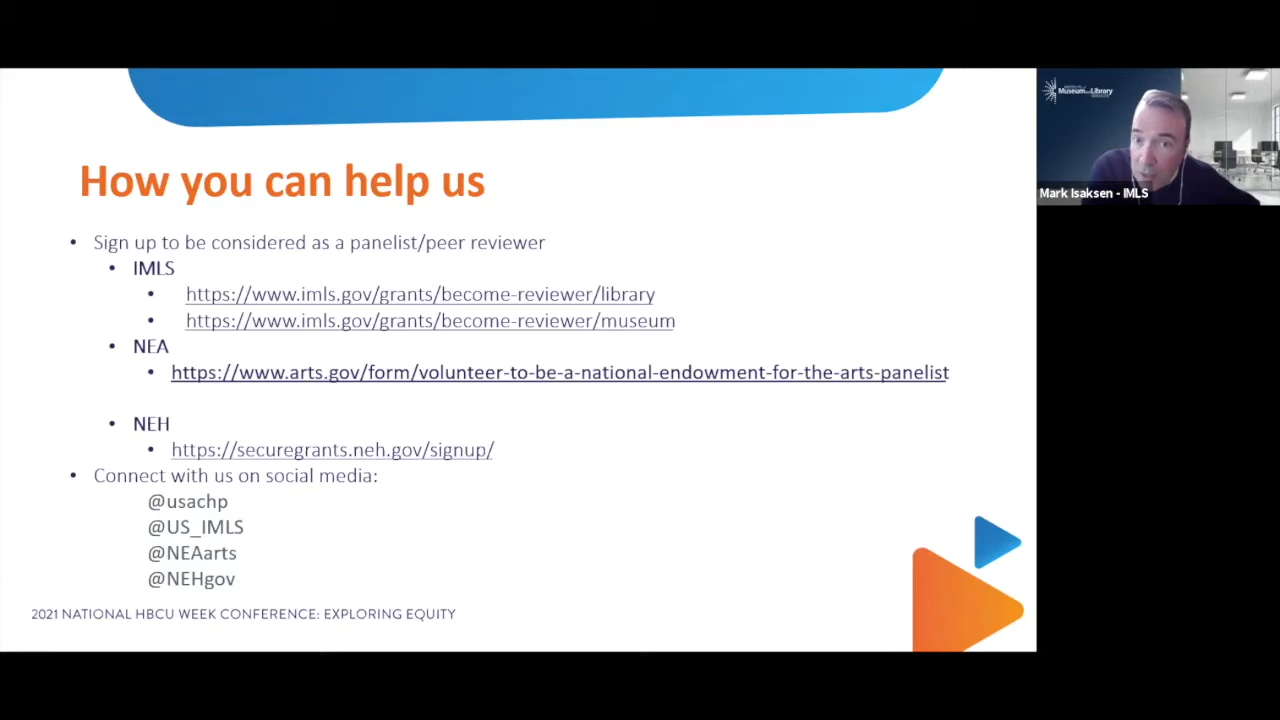 How you can help us
• Sign up to be considered as a panelist/peer reviewer
• IMLS
• https://www.imls.gov/grants/become-reviewer/library
• https://www.imls.gov/grants/become-reviewer/museum
• NEA
• https://www.arts.gov/form/volunteer-to-be-a-national-endowment-for-the-arts-panelist
• NEH
• https://securegrants.neh.gov/signup/
• Connect with us on social media:
@usachp
@US_IMLS
@NEAarts
@NEHgov
2021 NATIONAL HBCU WEEK CONFERENCE: EXPLORING EQUITY
Museum and Library
Mark Isaksen - IMLS